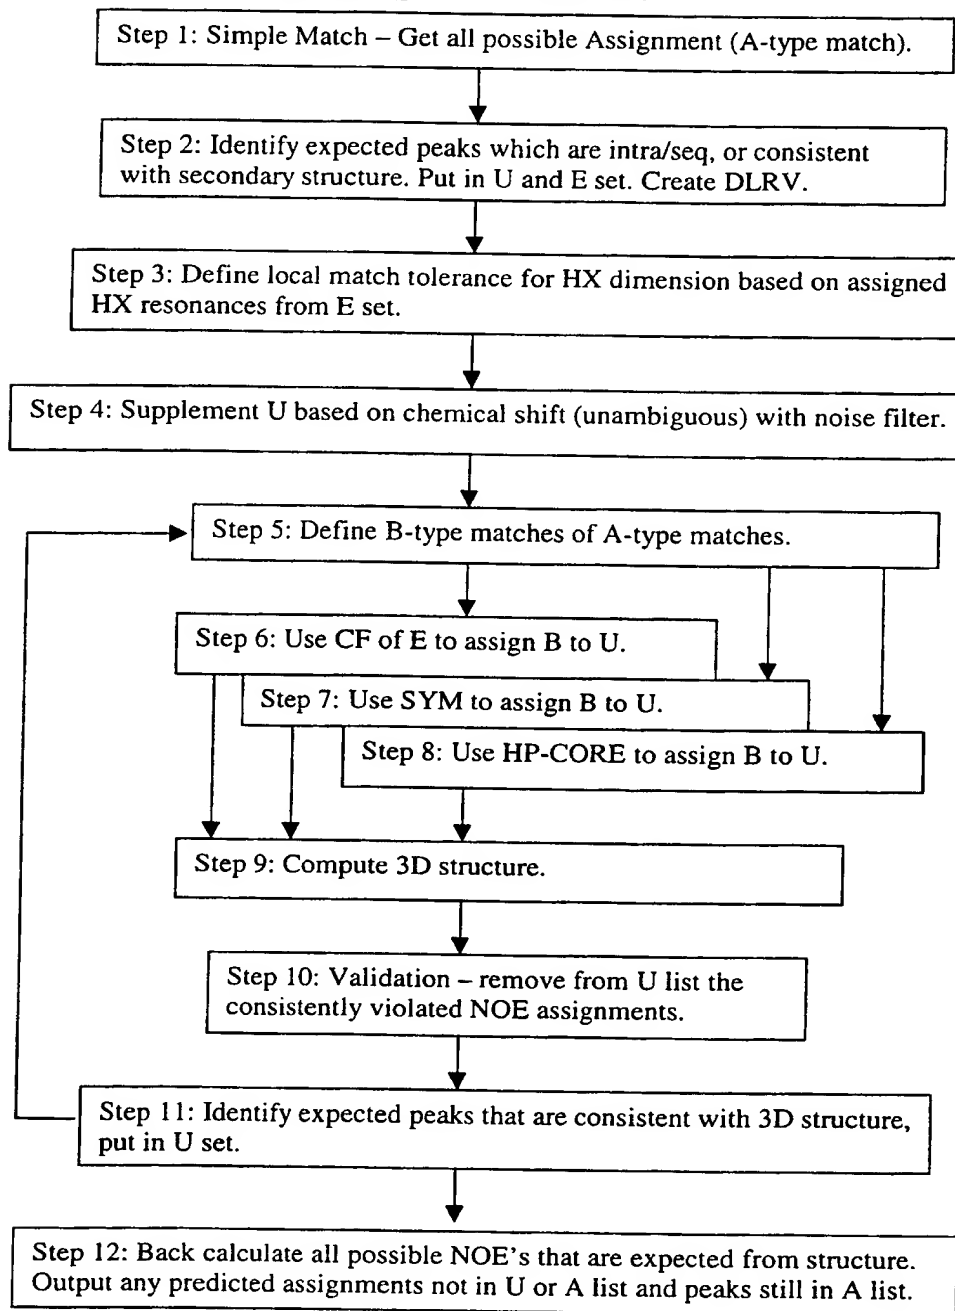 Step 1: Simple Match – Get all possible Assignment (A-type match).
Step 2: Identify expected peaks which are intra/seq, or consistent
with secondary structure. Put in U and E set. Create DLRV.
Step 3: Define local match tolerance for HX dimension based on assigned
HX resonances from E set.
Step 4: Supplement U based on chemical shift (unambiguous) with noise filter.
Step 5: Define B-type matches of A-type matches.
Step 6: Use CF of E to assign B to U.
Step 7: Use SYM to assign B to U.
Step 8: Use HP-CORE to assign B to U.
Step 9: Compute 3D structure.
Step 10: Validation – remove from U list the
consistently violated NOE assignments.
Step 11: Identify expected peaks that are consistent with 3D structure,
put in U set.
Step 12: Back calculate all possible NOE's that are expected from structure.
Output any predicted assignments not in U or A list and peaks still in A list.